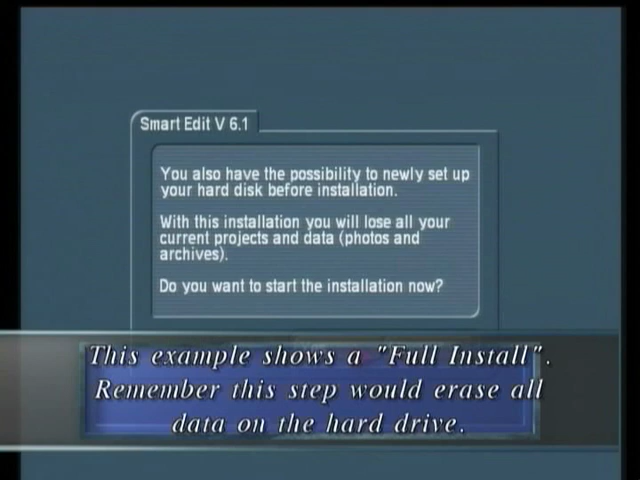 Smart Edit V 6.1
You also have the possibility to newly set up
your hard disk before installation.
With this installation you will lose all your
current projects and data (photos and
archives).
Do you want to start the installation now?
This example shows a "Full Install".
Remember this step would erase all
data on the hard drive.